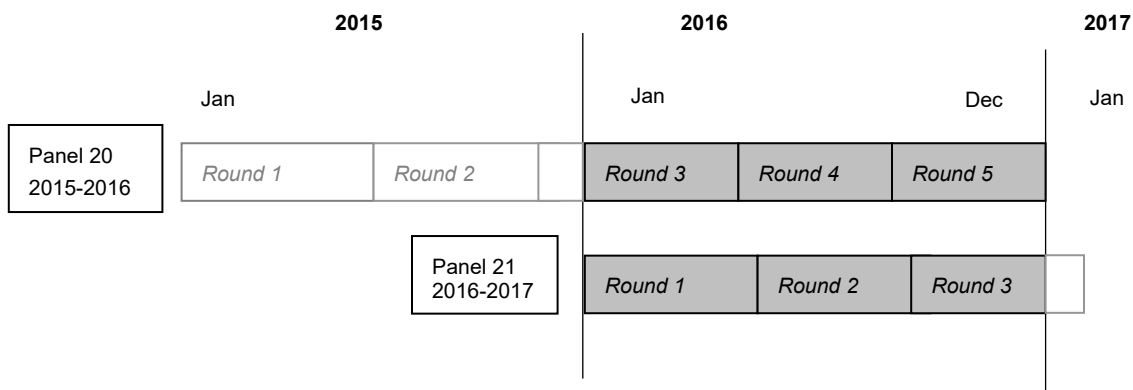 2015 2016 2017
Jan Jan Dec Jan
Panel 20
2015-2016
Round 1 Round 2 Round 3 Round 4 Round 5
Panel 21
2016-2017
Round 1 Round 2 Round 3